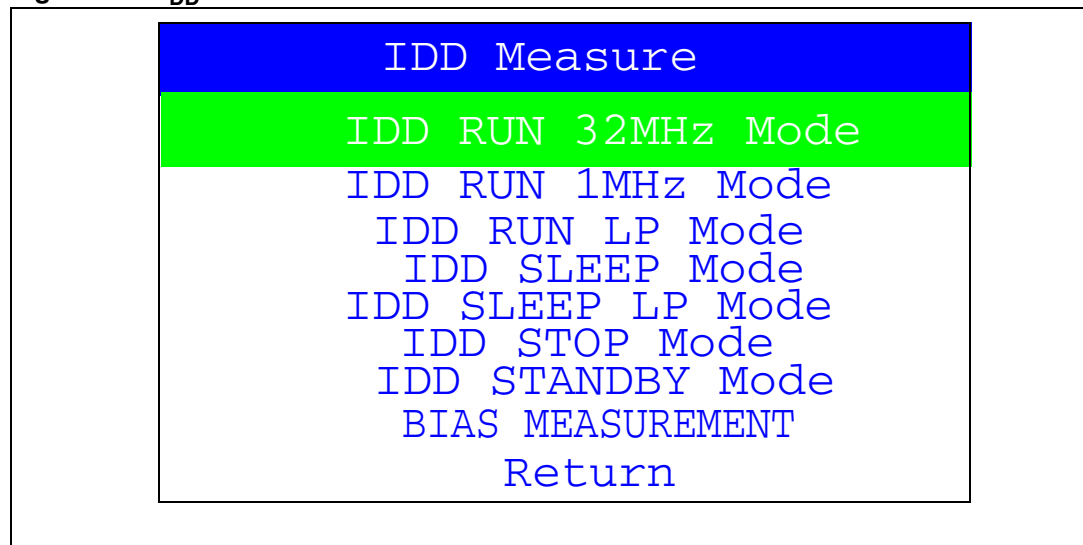 IDD Measure
IDD RUN 32MHz Mode
IDD RUN 1MHz Mode
IDD RUN LP Mode
IDD SLEEP Mode
IDD SLEEP LP Mode
IDD STOP Mode
IDD STANDBY Mode
BIAS MEASUREMENT
Return